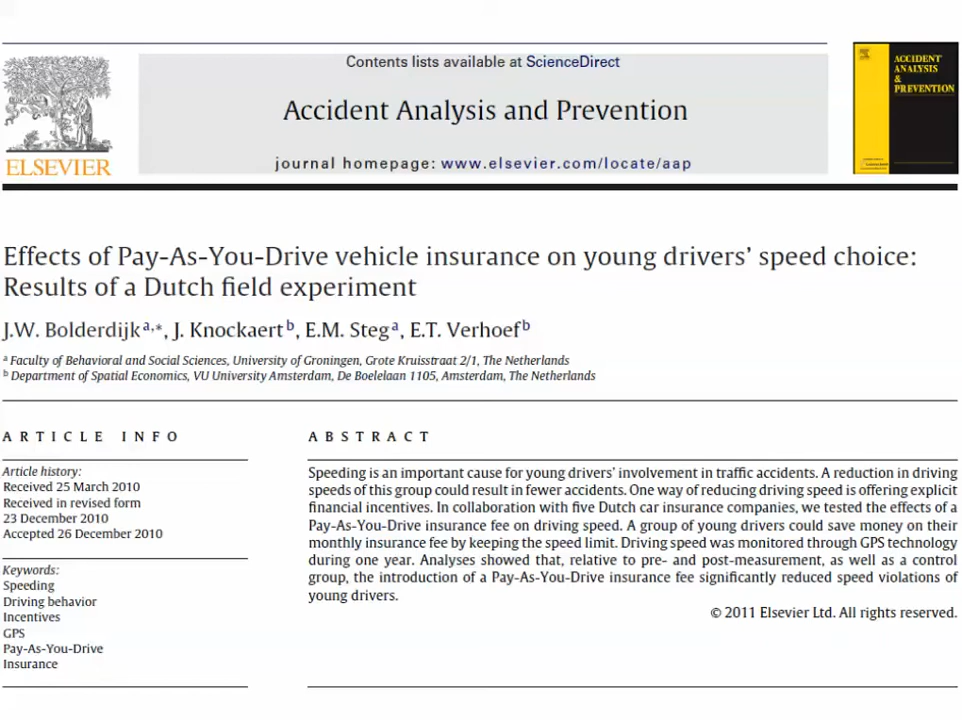 Contents lists available at ScienceDirect
Accident Analysis and Prevention
journal homepage: www.elsevier.com/locate/aap
ELSEVIER
ACCIDENT
ANALYSIS
&
PREVENTION
Effects of Pay-As-You-Drive vehicle insurance on young drivers' speed choice:
Results of a Dutch field experiment
J.W. Bolderdijk a,*, J. Knockaert b, E.M. Steg a, E.T. Verhoef b
a Faculty of Behavioral and Social Sciences, University of Groningen, Grote Kruisstraat 2/1, The Netherlands
b Department of Spatial Economics, VU University Amsterdam, De Boelelaan 1105, Amsterdam, The Netherlands
ARTICLE INFO
Article history:
Received 25 March 2010
Received in revised form
23 December 2010
Accepted 26 December 2010
Keywords:
Speeding
Driving behavior
Incentives
GPS
Pay-As-You-Drive
Insurance
ABSTRACT
Speeding is an important cause for young drivers' involvement in traffic accidents. A reduction in driving
speeds of this group could result in fewer accidents. One way of reducing driving speed is offering explicit
financial incentives. In collaboration with five Dutch car insurance companies, we tested the effects of a
Pay-As-You-Drive insurance fee on driving speed. A group of young drivers could save money on their
monthly insurance fee by keeping the speed limit. Driving speed was monitored through GPS technology
during one year. Analyses showed that, relative to pre- and post-measurement, as well as a control
group, the introduction of a Pay-As-You-Drive insurance fee significantly reduced speed violations of
young drivers.
© 2011 Elsevier Ltd. All rights reserved.